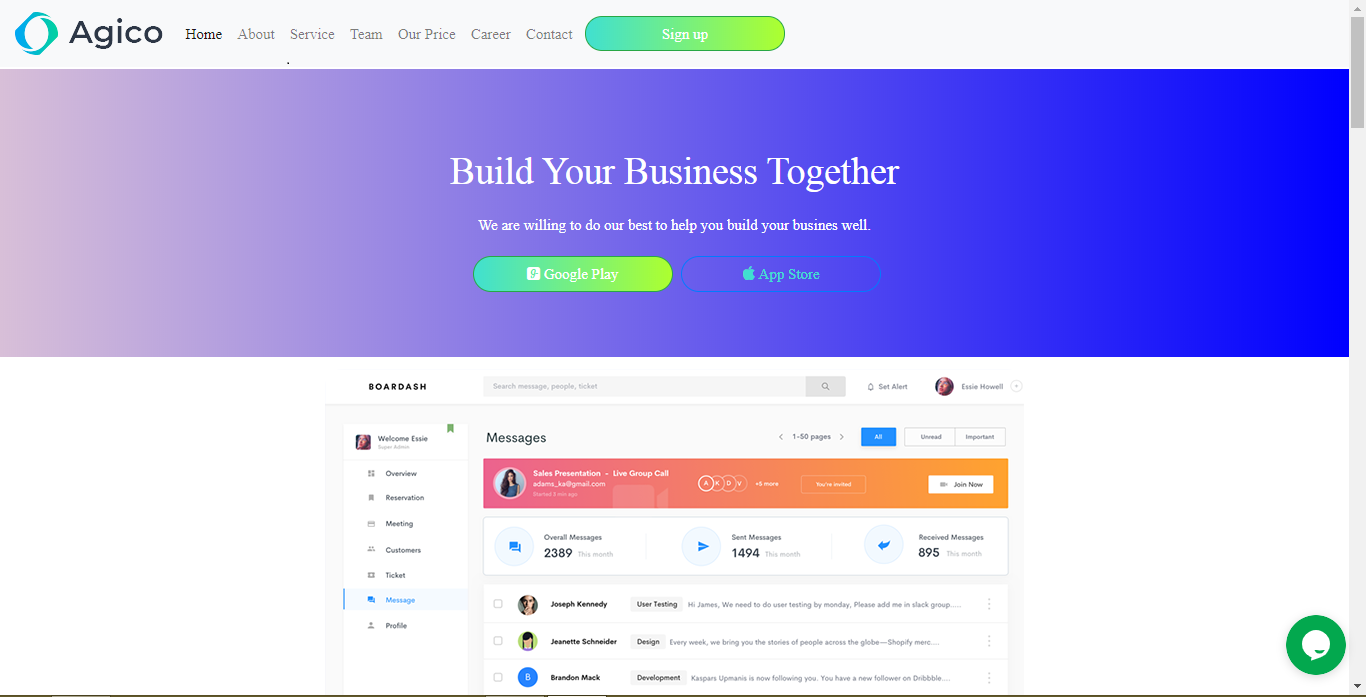 Agico Home About Service Team Our Price Career Contact Sign up
.
Build Your Business Together
We are willing to do our best to help you build your busines well.
Google Play App Store
BOARDASH Search message, people, ticket Set Alert Essie Howell
Welcome Essie
Super Admin
Messages 1-50 pages All Unread Important
Overview
Reservation
Meeting
Customers
Ticket
Message
Profile
Sales Presentation - Live Group Call
adams_ka@gmail.com
Started 3 min ago
A K D V +5 more You're invited Join Now
Overall Messages
2389 This month
Sent Messages
1494 This month
Received Messages
895 This month
Joseph Kennedy User Testing Hi James, We need to do user testing by monday, Please add me in slack group.....
Jeanette Schneider Design Every week, we bring you the stories of people across the globe—Shopify merc....
B Brandon Mack Development Kaspars Upmanis is now following you. You have a new follower on Dribbble....